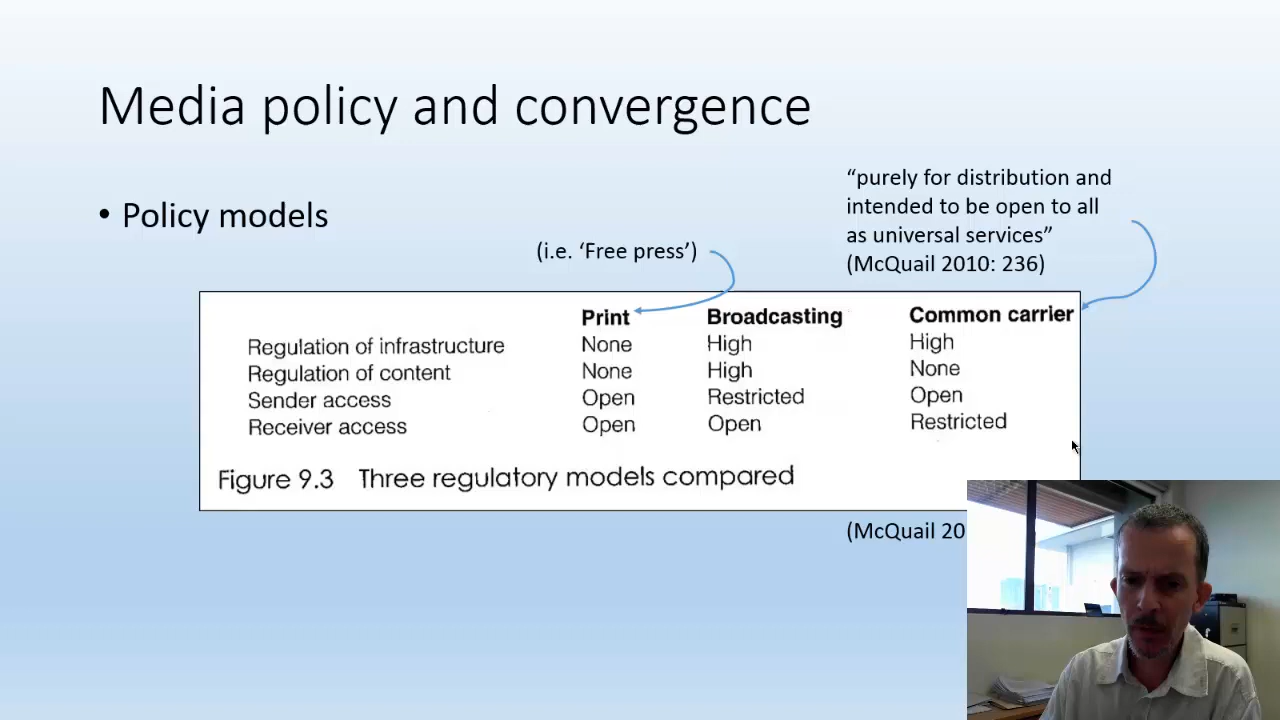 Media policy and convergence
• Policy models
“purely for distribution and
intended to be open to all
as universal services”
(McQuail 2010: 236)
(i.e. ‘Free press’)
Print Broadcasting Common carrier
Regulation of infrastructure None High High
Regulation of content None High None
Sender access Open Restricted Open
Receiver access Open Open Restricted
Figure 9.3 Three regulatory models compared
(McQuail 20